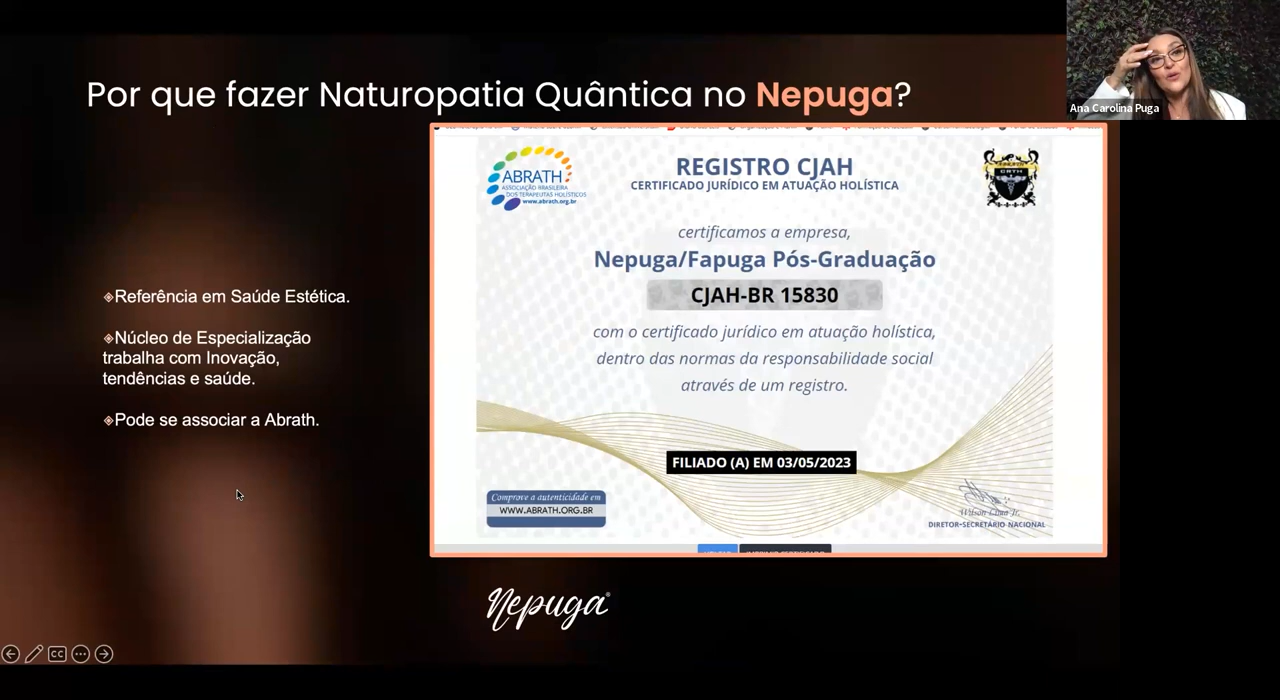 Por que fazer Naturopatia Quântica no Nepuga?
Ana Carolina Puga
◈Referência em Saúde Estética.
◈Núcleo de Especialização
trabalha com Inovação,
tendências e saúde.
◈Pode se associar a Abrath.
ABRATH
ASSOCIAÇÃO BRASILEIRA
DOS TERAPEUTAS HOLÍSTICOS
www.abrath.org.br
REGISTRO CJAH
CERTIFICADO JURÍDICO EM ATUAÇÃO HOLÍSTICA
certificamos a empresa,
Nepuga/Fapuga Pós-Graduação
CJAH-BR 15830
com o certificado jurídico em atuação holística,
dentro das normas da responsabilidade social
através de um registro.
FILIADO (A) EM 03/05/2023
Comprove a autenticidade em
WWW.ABRATH.ORG.BR
Wilson Lima Jr.
DIRETOR-SECRETÁRIO NACIONAL
Nepuga®
CC